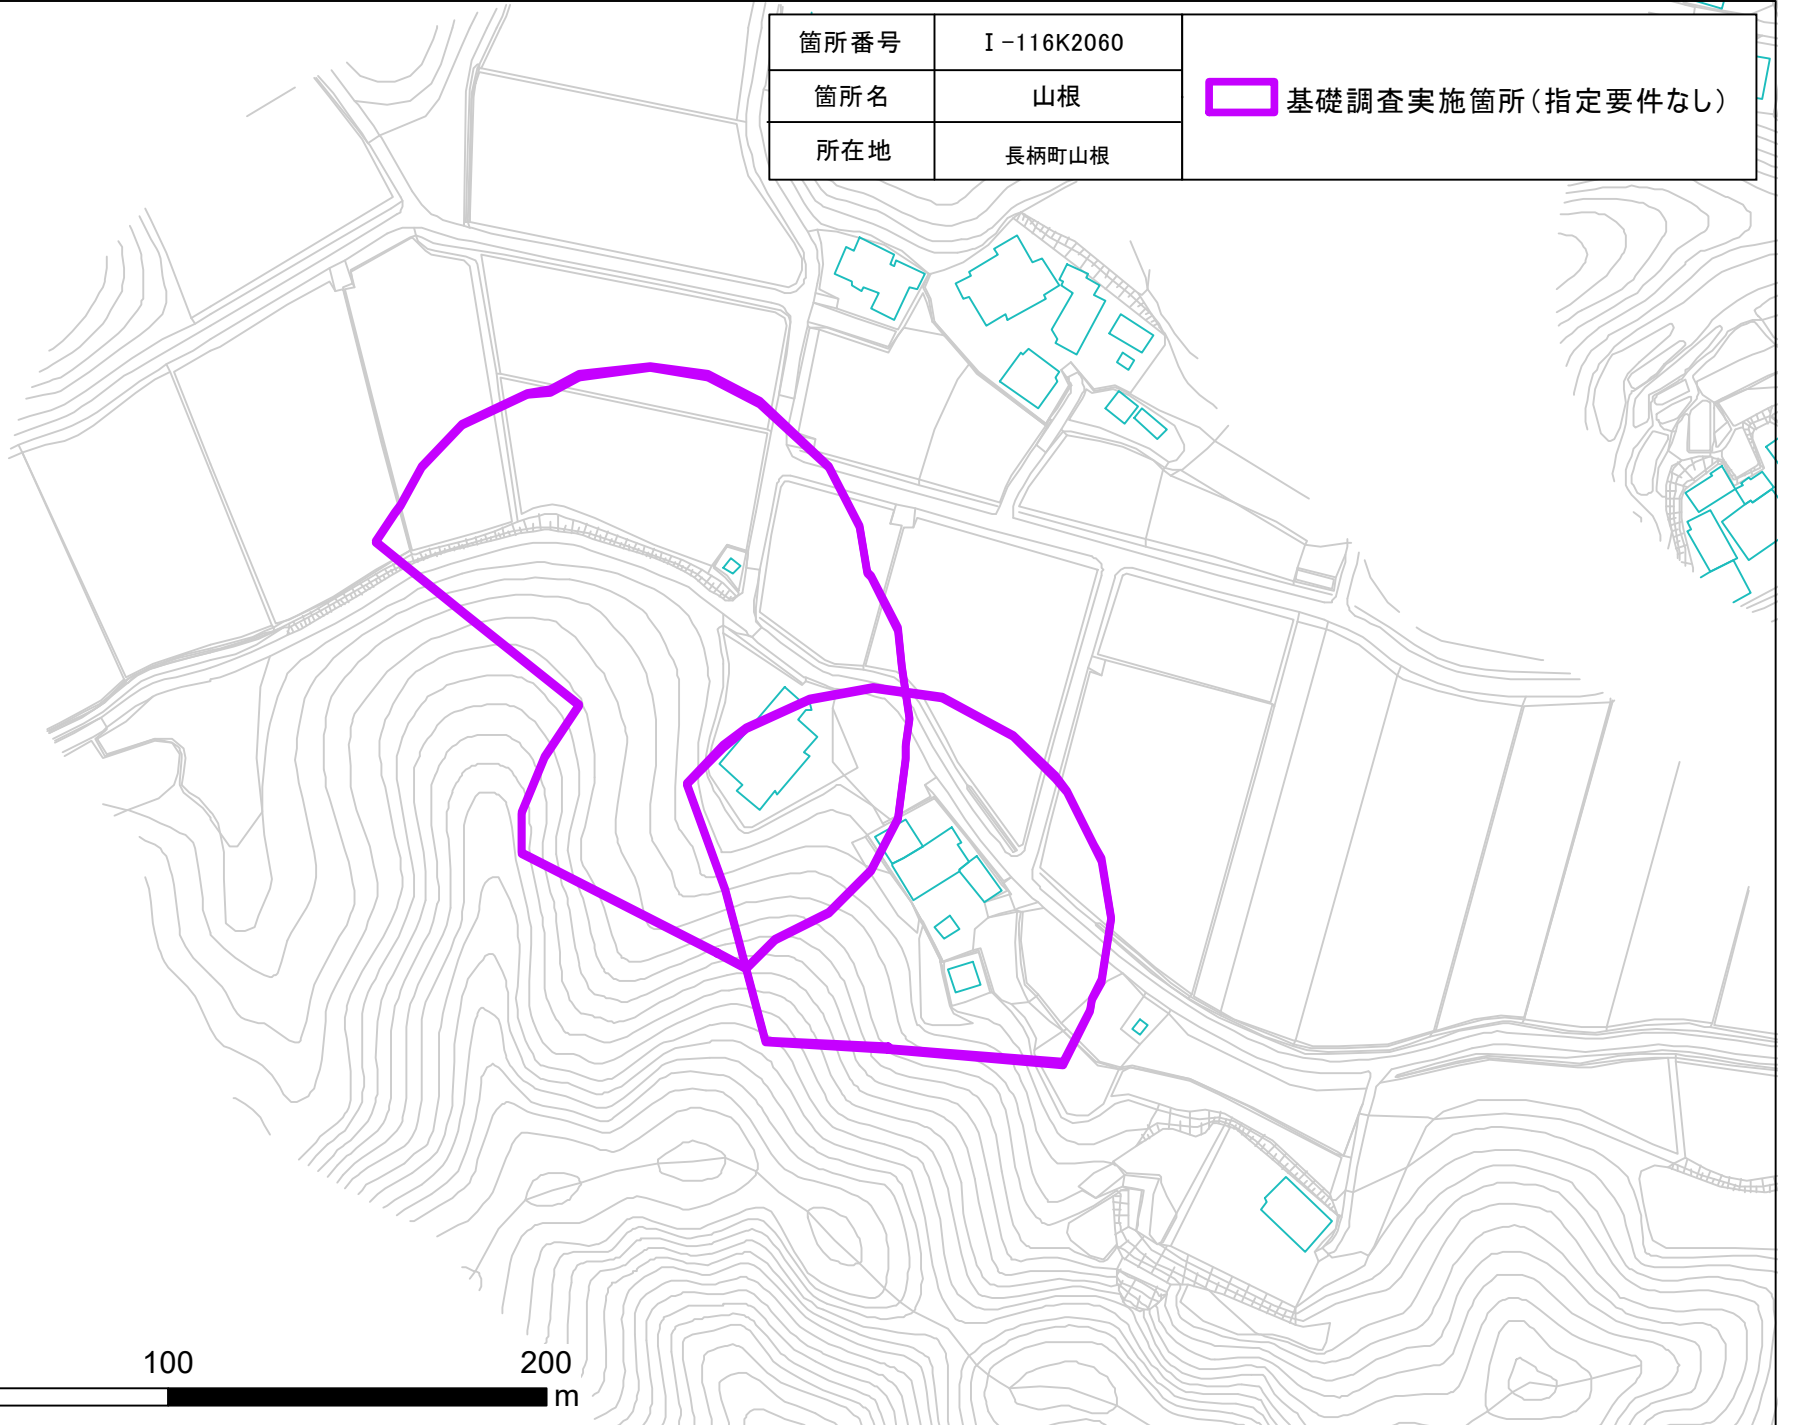 箇所番号 Ⅰ-116K2060
箇所名 山根
所在地 長柄町山根
基礎調査実施箇所(指定要件なし)
100 200
m